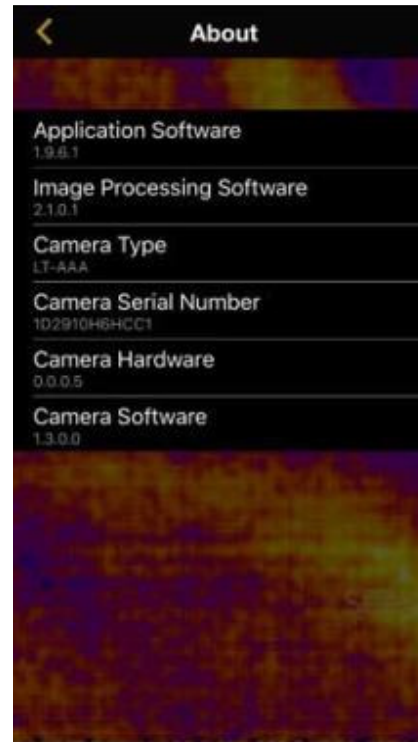 About
Application Software
1.9.6.1
Image Processing Software
2.1.0.1
Camera Type
LT-AAA
Camera Serial Number
1D2910H6HCC1
Camera Hardware
0.0.0.5
Camera Software
1.3.0.0